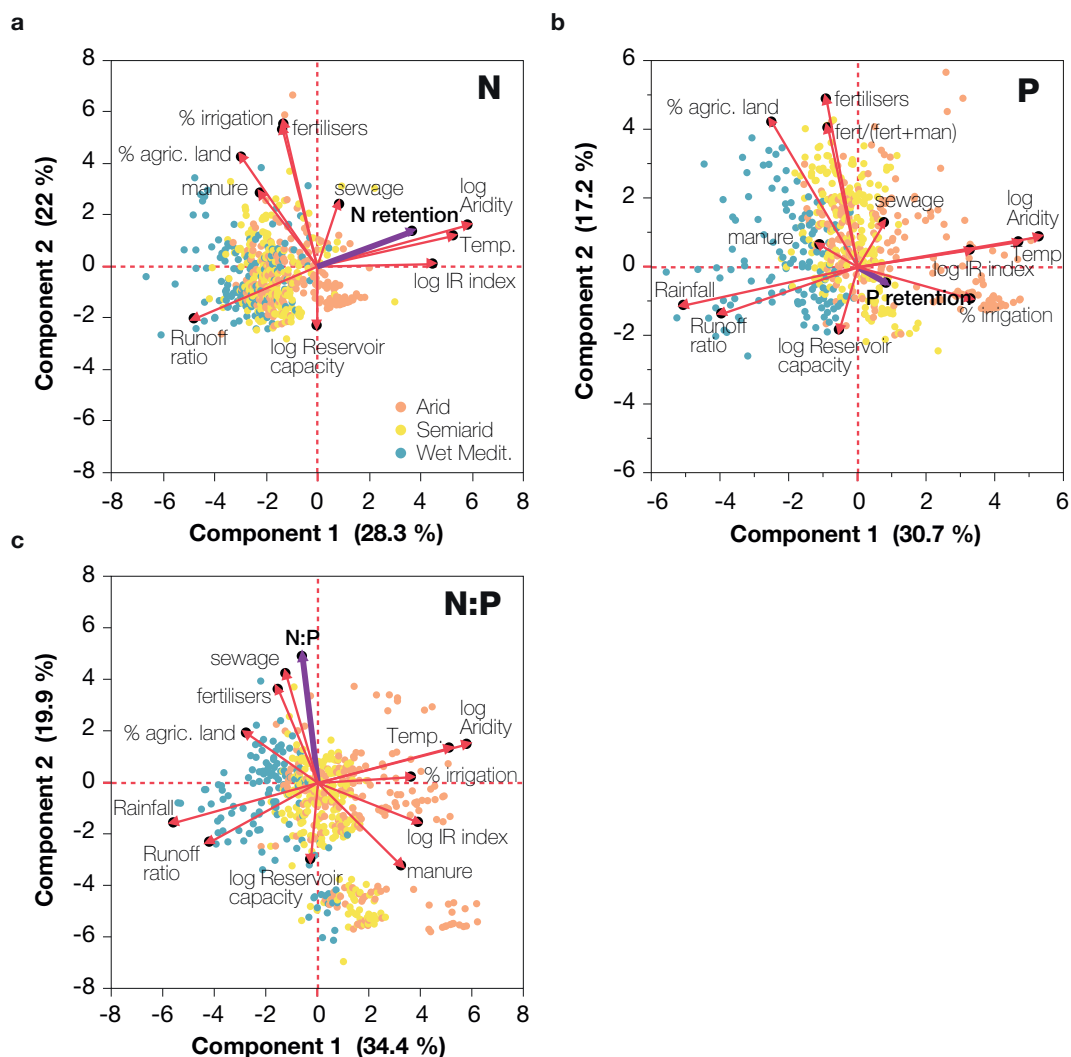 a
N
8
6
4
2
0
-2
-4
-6
-8
Component 2 (22 %)
% irrigation
fertilisers
% agric. land
manure
sewage
N retention
log
Aridity
Temp.
log IR index
Runoff
ratio
log Reservoir
capacity
Arid
Semiarid
Wet Medit.
-8 -6 -4 -2 0 2 4 6 8
Component 1 (28.3 %)
b
P
6
4
2
0
-2
-4
-6
Component 2 (17.2 %)
% agric. land
fertilisers
fert/(fert+man)
sewage
manure
log
Aridity
Temp
log IR index
Rainfall
P retention
% irrigation
Runoff
ratio
log Reservoir
capacity
-6 -4 -2 0 2 4 6
Component 1 (30.7 %)
c
N:P
8
6
4
2
0
-2
-4
-6
-8
Component 2 (19.9 %)
N:P
sewage
fertilisers
% agric. land
Temp.
log
Aridity
% irrigation
Rainfall
log IR index
Runoff
ratio
manure
log Reservoir
capacity
-8 -6 -4 -2 0 2 4 6 8
Component 1 (34.4 %)